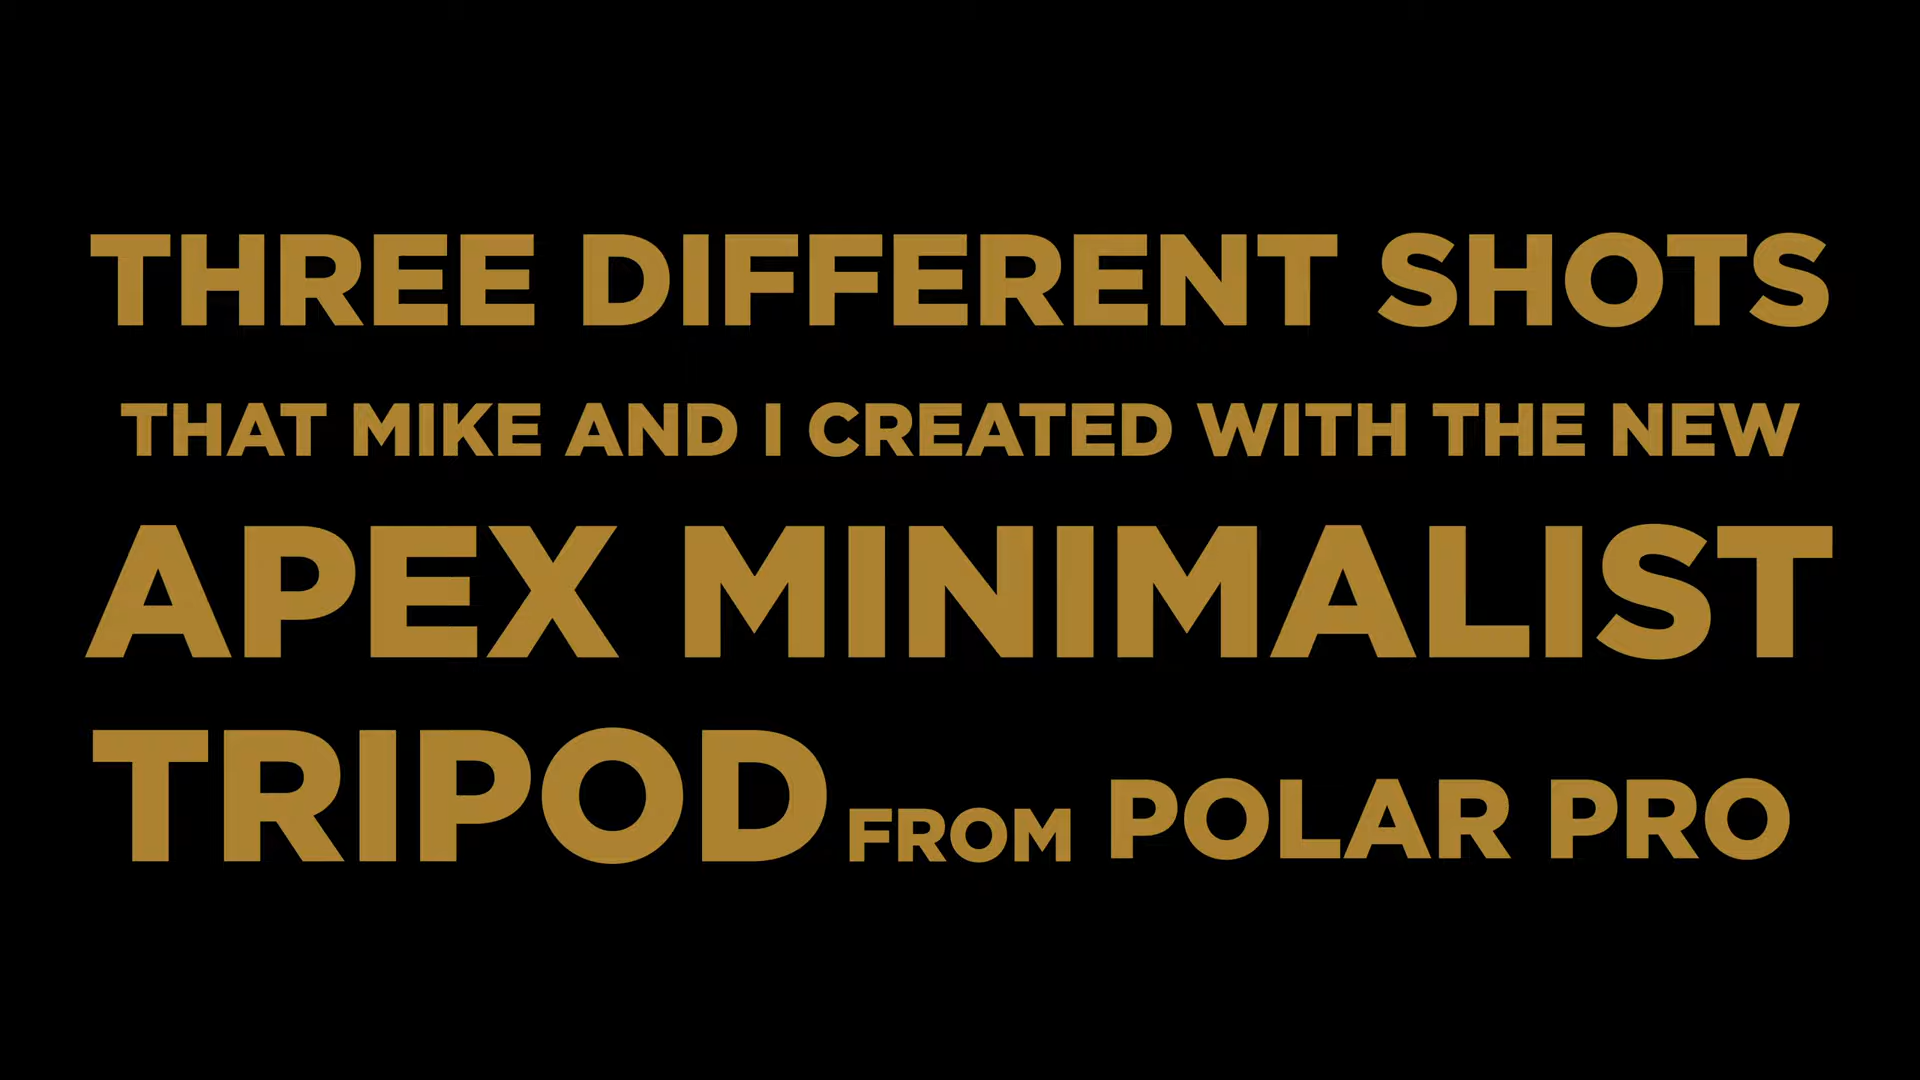 THREE DIFFERENT SHOTS
THAT MIKE AND I CREATED WITH THE NEW
APEX MINIMALIST
TRIPOD FROM POLAR PRO